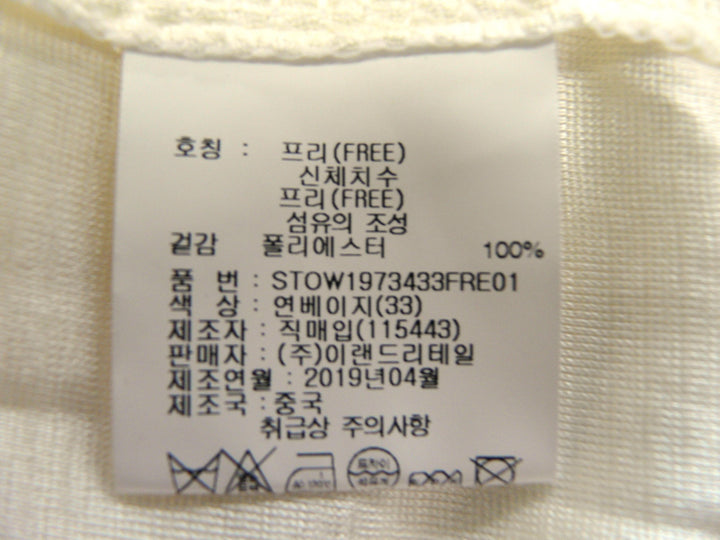 호칭 : 프리(FREE)
신체치수
프리(FREE)
섬유의 조성
겉감 폴리에스터 100%
품 번 : STOW1973433FRE01
색 상 : 연베이지(33)
제조자 : 직매입(115443)
판매자 : (주)이랜드리테일
제조연월 : 2019년04월
제조국 : 중국
취급상 주의사항